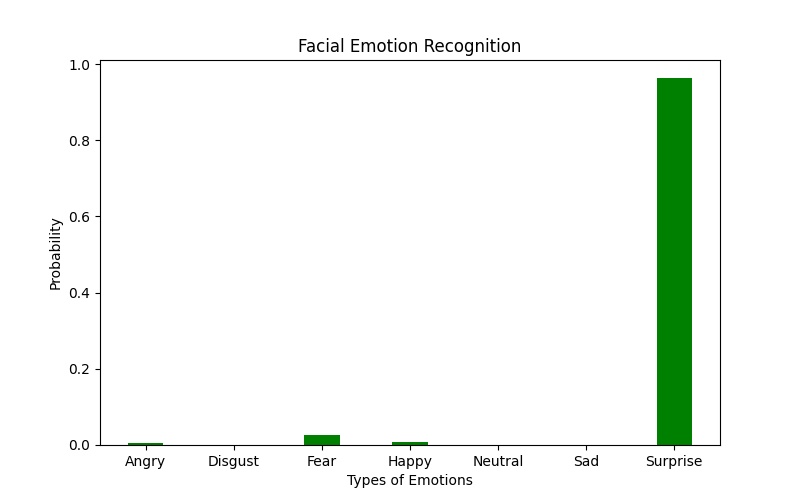 Facial Emotion Recognition
1.0
0.8
0.6
0.4
0.2
0.0
Probability
Angry Disgust Fear Happy Neutral Sad Surprise
Types of Emotions